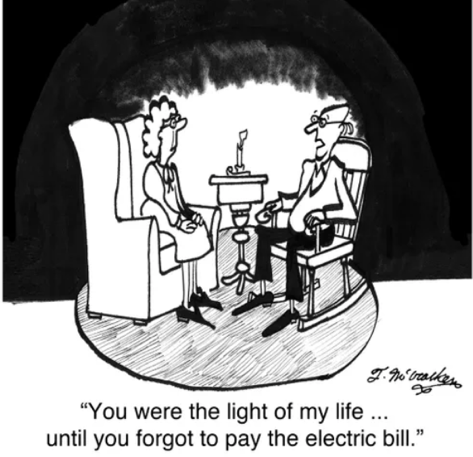 “You were the light of my life ...
until you forgot to pay the electric bill.”